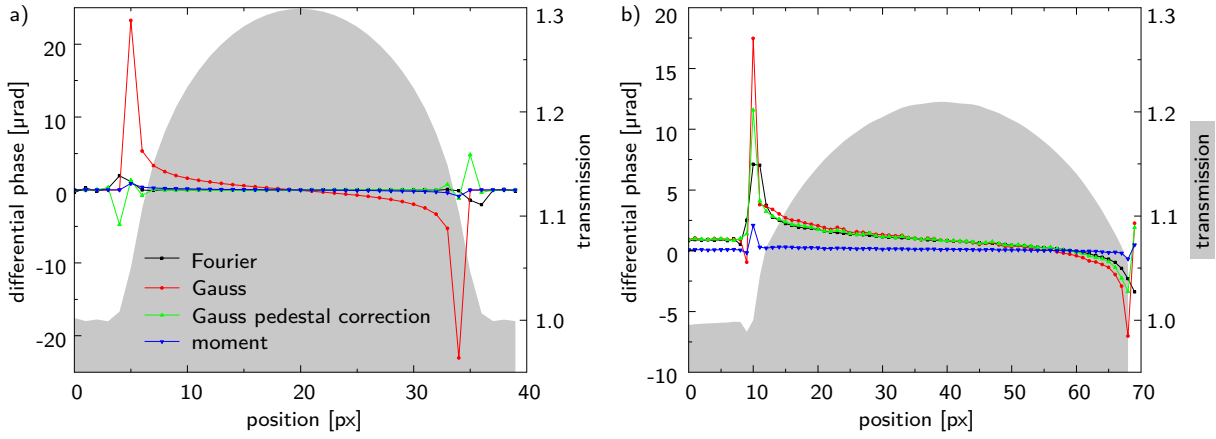 a)
20
10
0
-10
-20
differential phase [µrad]
1.3
1.2
1.1
1.0
transmission
Fourier
Gauss
Gauss pedestal correction
moment
0
10
20
30
40
position [px]
b)
20
15
10
5
0
-5
-10
differential phase [µrad]
1.3
1.2
1.1
1.0
transmission
0
10
20
30
40
50
60
70
position [px]